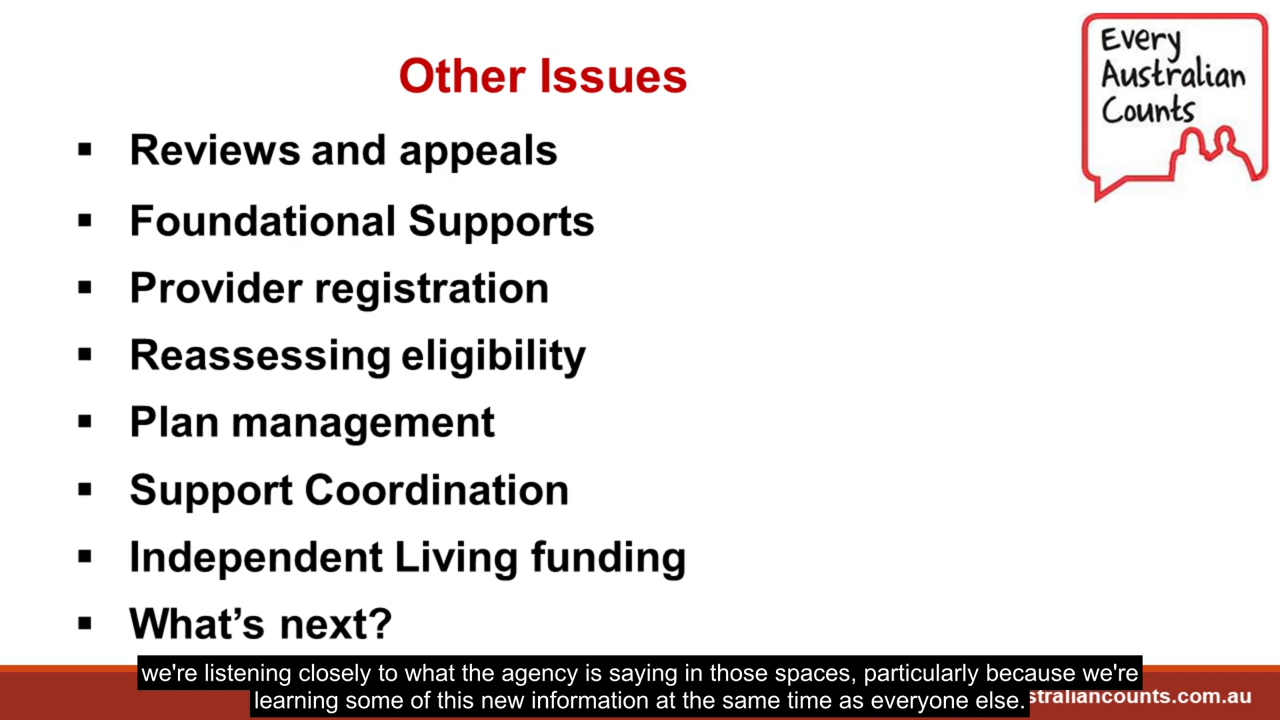 Other Issues
Every
Australian
Counts
▪ Reviews and appeals
▪ Foundational Supports
▪ Provider registration
▪ Reassessing eligibility
▪ Plan management
▪ Support Coordination
▪ Independent Living funding
▪ What's next?
we're listening closely to what the agency is saying in those spaces, particularly because we're
learning some of this new information at the same time as everyone else.
straliancounts.com.au